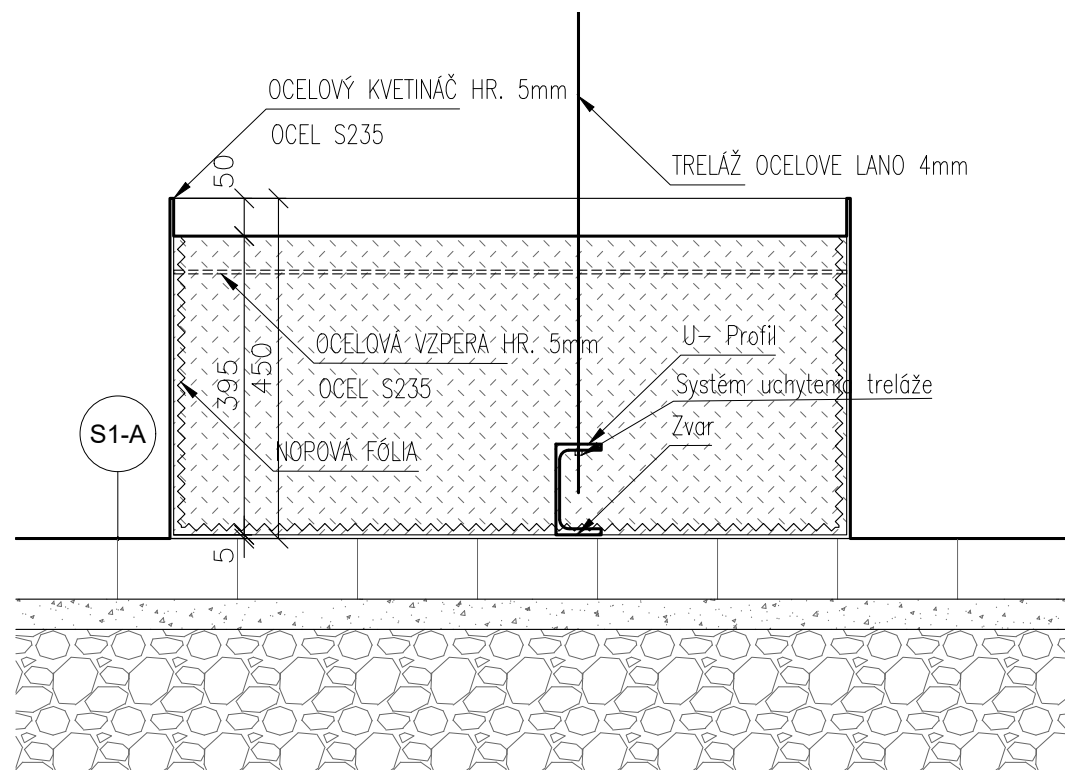 OCELOVÝ KVETINÁČ HR. 5mm
OCEL S235
TRELÁŽ OCELOVE LANO 4mm
50
395
450
5
OCELOVÁ VZPERA HR. 5mm
OCEL S235
U- Profil
Systém uchytenia treláže
Zvar
NOPOVÁ FÓLIA
S1-A